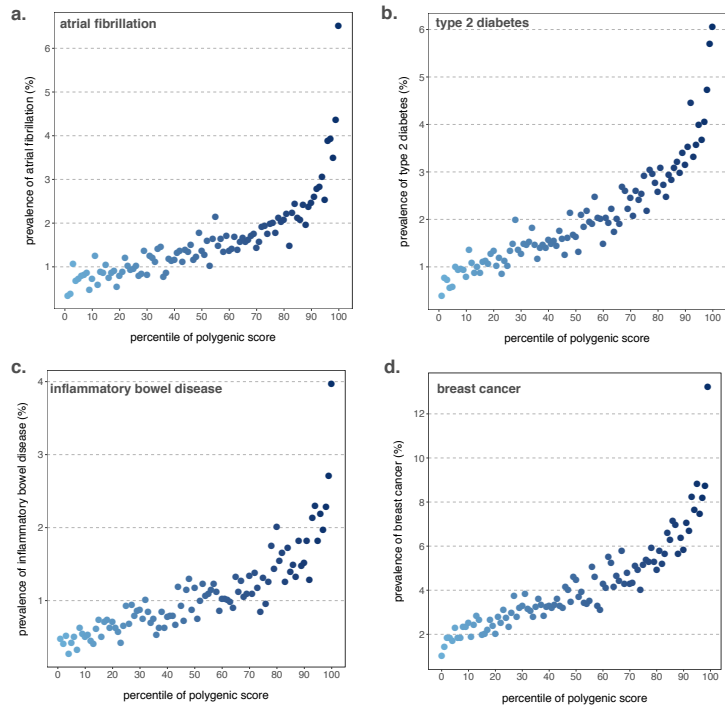 a.
atrial fibrillation
prevalence of atrial fibrillation (%)
6
5
4
3
2
1
0 10 20 30 40 50 60 70 80 90 100
percentile of polygenic score
b.
type 2 diabetes
prevalence of type 2 diabetes (%)
6
5
4
3
2
1
0 10 20 30 40 50 60 70 80 90 100
percentile of polygenic score
c.
inflammatory bowel disease
prevalence of inflammatory bowel disease (%)
4
3
2
1
0 10 20 30 40 50 60 70 80 90 100
percentile of polygenic score
d.
breast cancer
prevalence of breast cancer (%)
12
10
8
6
4
2
0 10 20 30 40 50 60 70 80 90 100
percentile of polygenic score